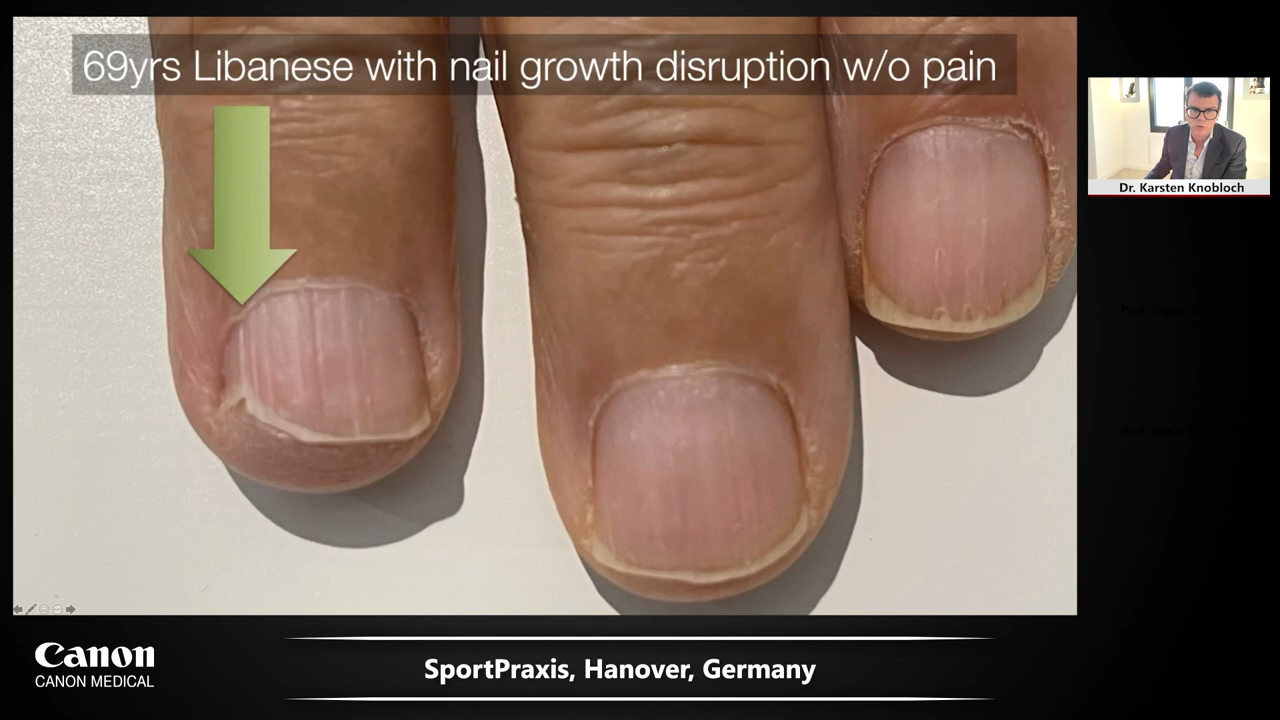 69yrs Libanese with nail growth disruption w/o pain
Dr. Karsten Knobloch
Canon
CANON MEDICAL
SportPraxis, Hanover, Germany